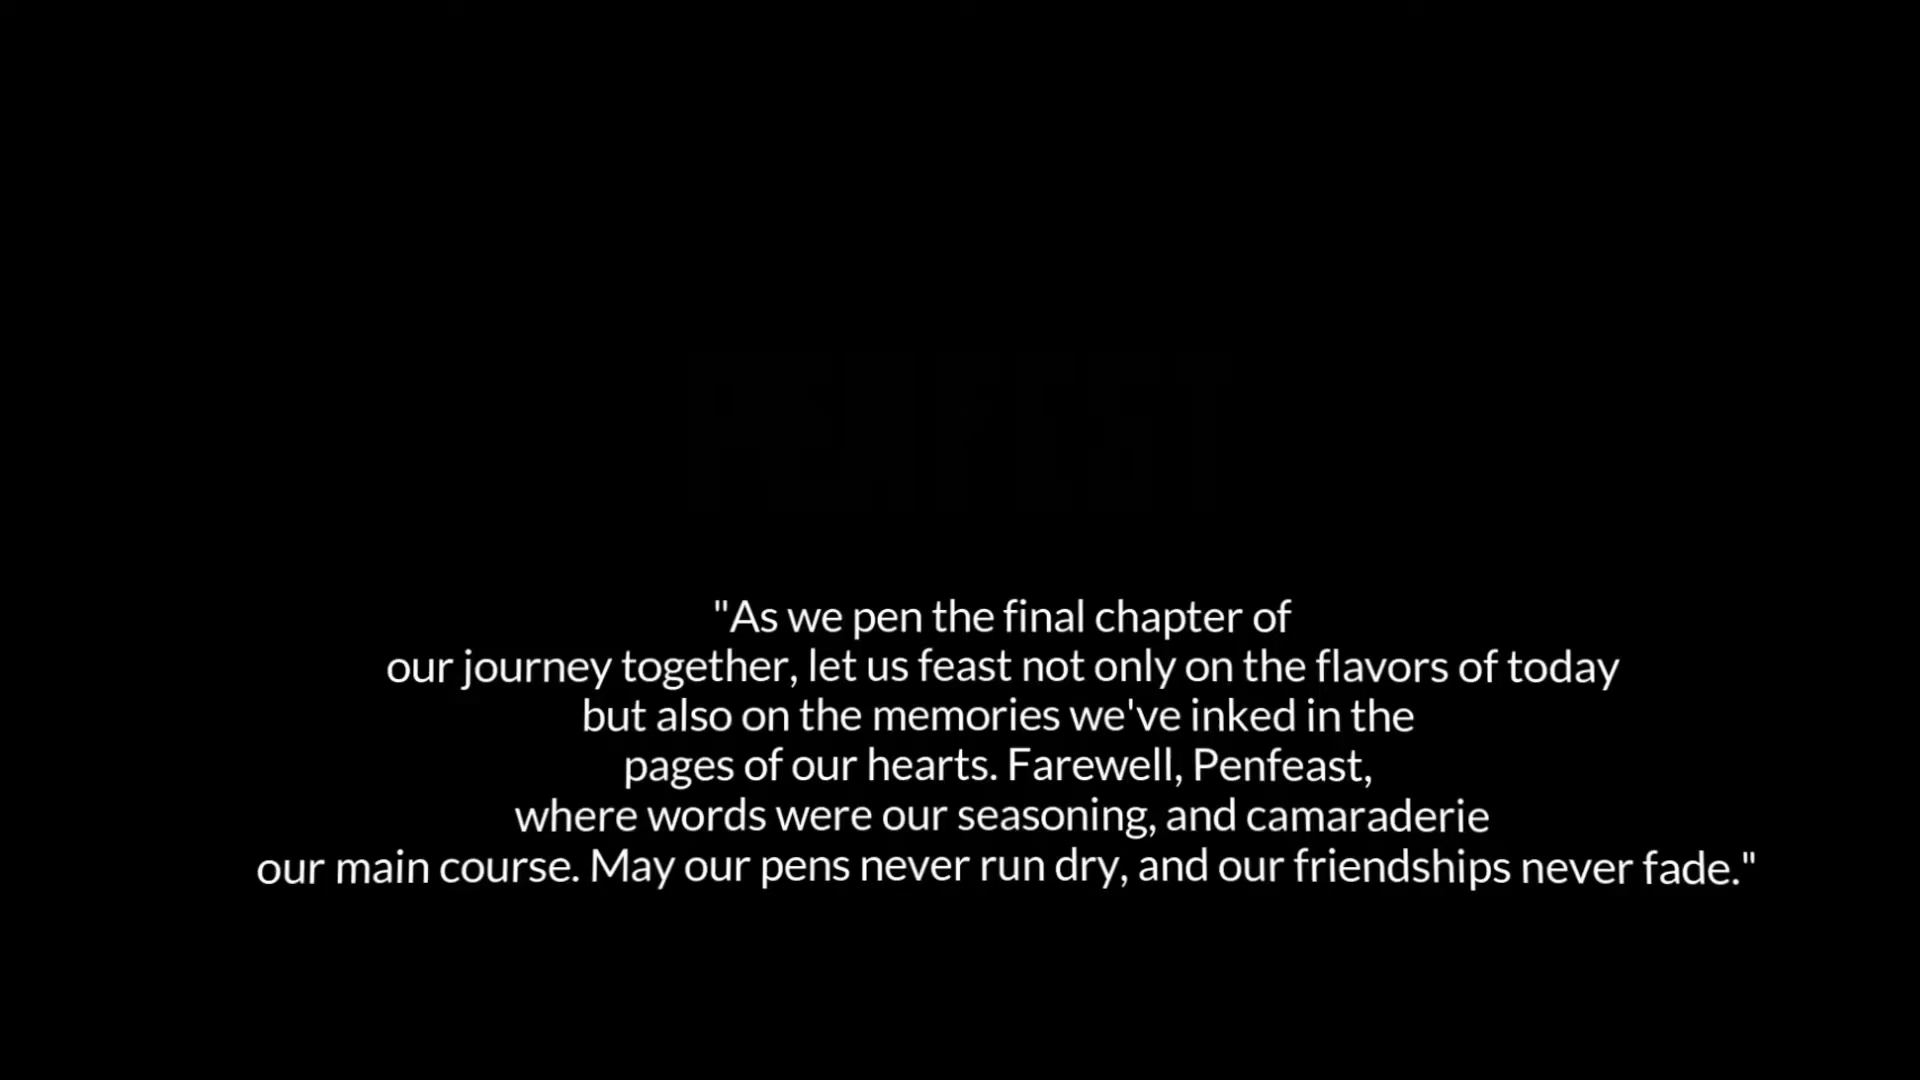 PENFEST
"As we pen the final chapter of
our journey together, let us feast not only on the flavors of today
but also on the memories we've inked in the
pages of our hearts. Farewell, Penfeast,
where words were our seasoning, and camaraderie
our main course. May our pens never run dry, and our friendships never fade."